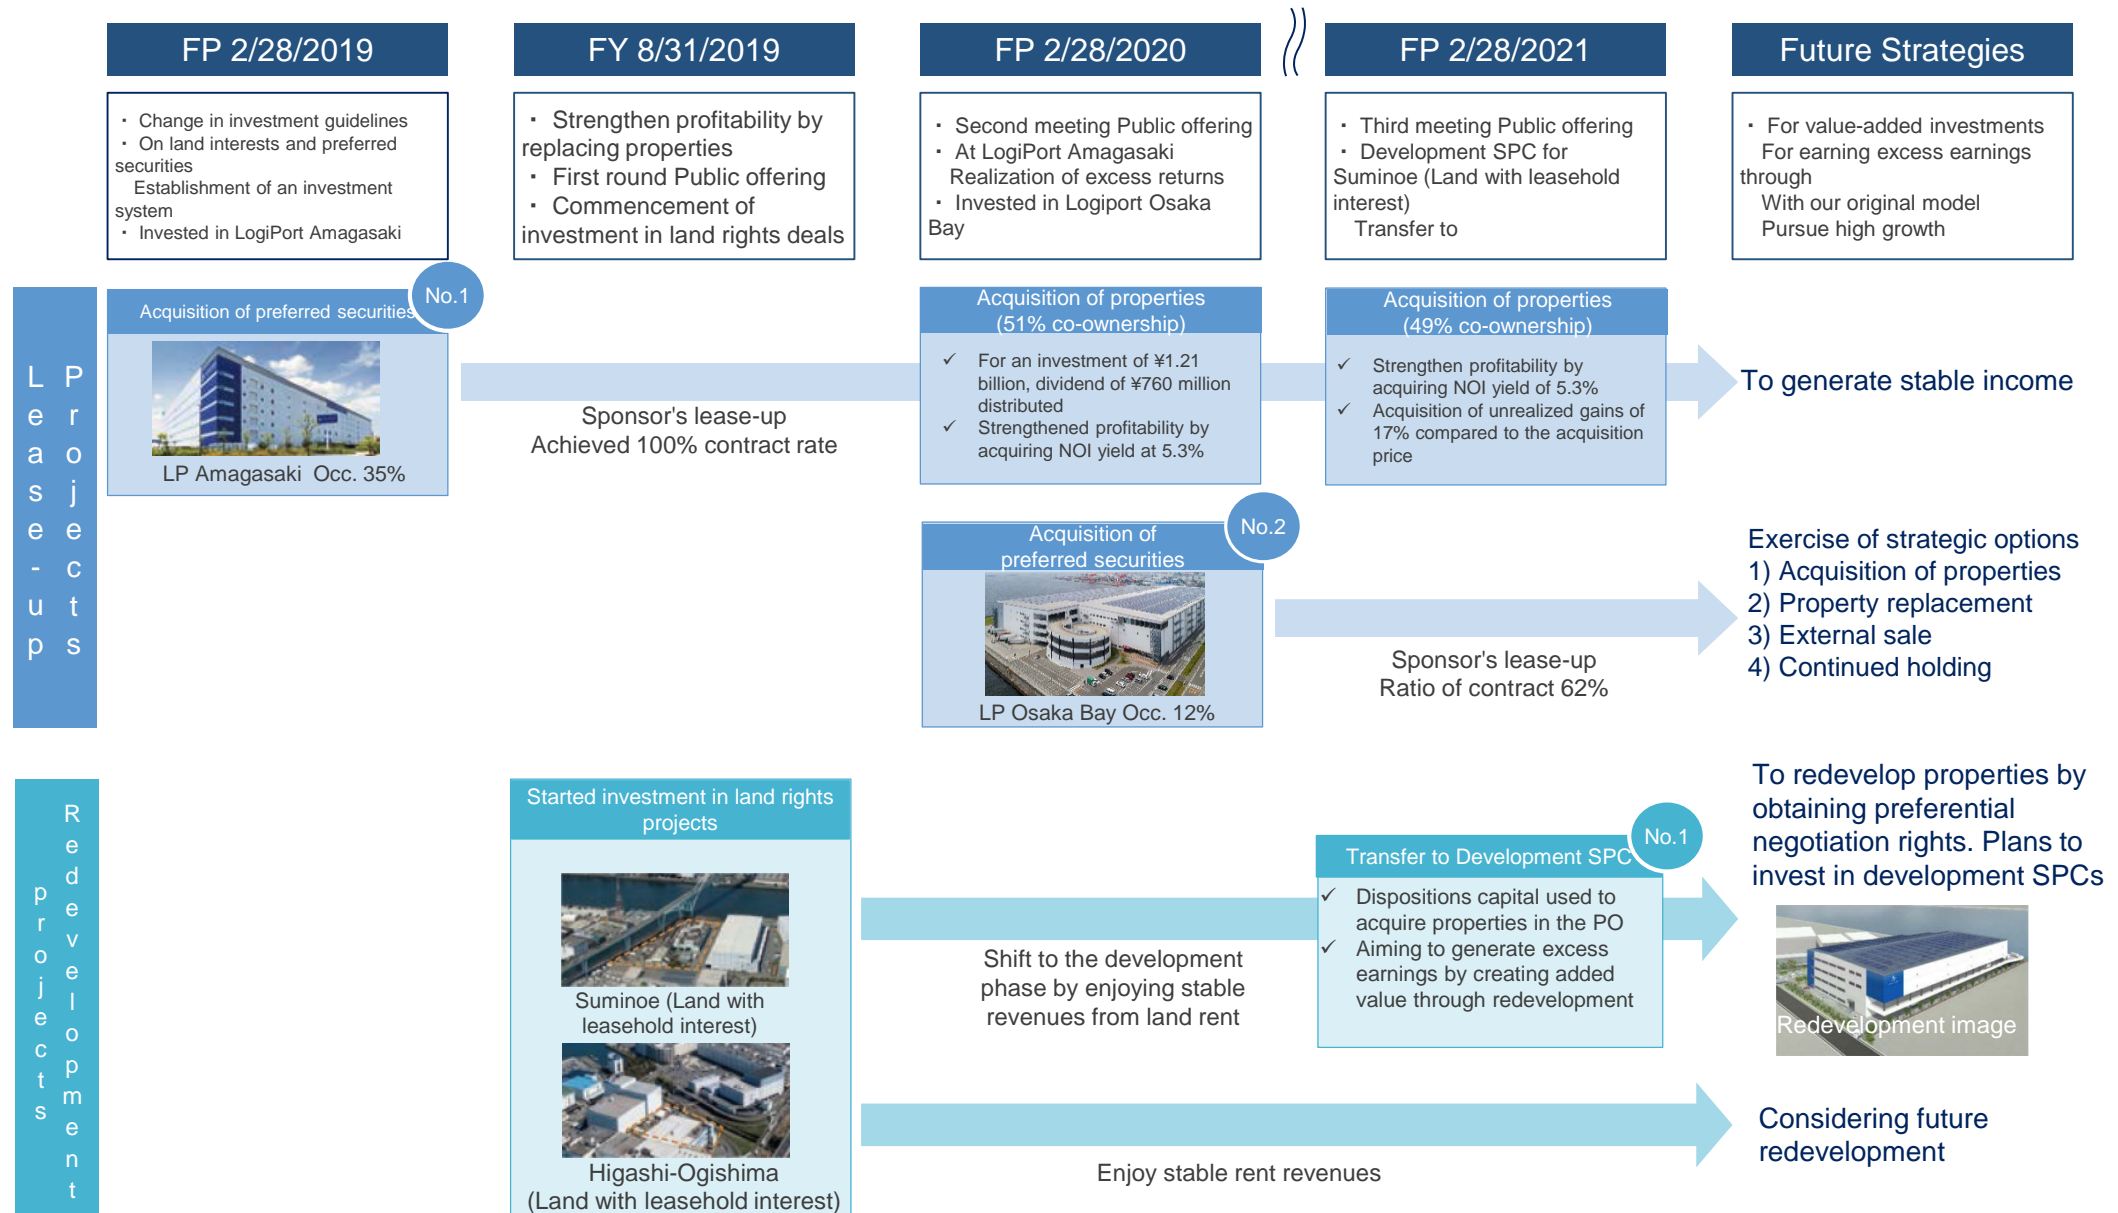 FP 2/28/2019
FY 8/31/2019
FP 2/28/2020
FP 2/28/2021
Future Strategies
・ Change in investment guidelines
・ On land interests and preferred
securities
Establishment of an investment
system
・ Invested in LogiPort Amagasaki
・ Strengthen profitability by
replacing properties
・ First round Public offering
・ Commencement of
investment in land rights deals
・ Second meeting Public offering
・ At LogiPort Amagasaki
Realization of excess returns
・ Invested in Logiport Osaka
Bay
・ Third meeting Public offering
・ Development SPC for
Suminoe (Land with leasehold
interest)
Transfer to
・ For value-added investments
For earning excess earnings
through
With our original model
Pursue high growth
Lease-up
Projects
Acquisition of preferred securities
No.1
LP Amagasaki  Occ. 35%
Sponsor's lease-up
Achieved 100% contract rate
Acquisition of properties
(51% co-ownership)
✓ For an investment of ¥1.21
billion, dividend of ¥760 million
distributed
✓ Strengthened profitability by
acquiring NOI yield at 5.3%
Acquisition of properties
(49% co-ownership)
✓ Strengthen profitability by
acquiring NOI yield of 5.3%
✓ Acquisition of unrealized gains of
17% compared to the acquisition
price
To generate stable income
Acquisition of
preferred securities
No.2
LP Osaka Bay Occ. 12%
Sponsor's lease-up
Ratio of contract 62%
Exercise of strategic options
1) Acquisition of properties
2) Property replacement
3) External sale
4) Continued holding
Redevelopment
projects
Started investment in land rights
projects
Suminoe (Land with
leasehold interest)
Higashi-Ogishima
(Land with leasehold interest)
Shift to the development
phase by enjoying stable
revenues from land rent
Transfer to Development SPC
No.1
✓ Dispositions capital used to
acquire properties in the PO
✓ Aiming to generate excess
earnings by creating added
value through redevelopment
To redevelop properties by
obtaining preferential
negotiation rights. Plans to
invest in development SPCs
Redevelopment image
Enjoy stable rent revenues
Considering future
redevelopment